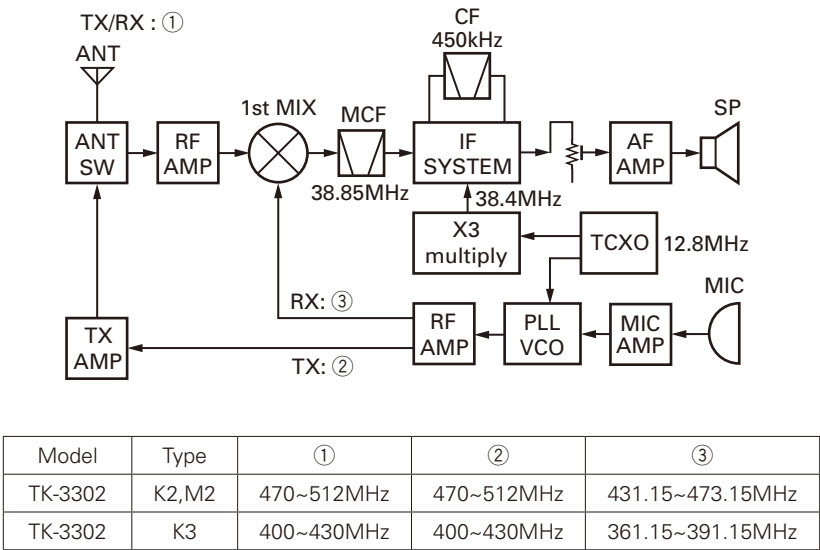 TX/RX : ①
ANT
CF
450kHz
1st MIX
MCF
SP
ANT
SW
RF
AMP
IF
SYSTEM
AF
AMP
38.85MHz
38.4MHz
X3
multiply
TCXO
12.8MHz
MIC
RX: ③
TX
AMP
RF
AMP
PLL
VCO
MIC
AMP
TX: ②
Model Type ① ② ③
TK-3302 K2,M2 470~512MHz 470~512MHz 431.15~473.15MHz
TK-3302 K3 400~430MHz 400~430MHz 361.15~391.15MHz